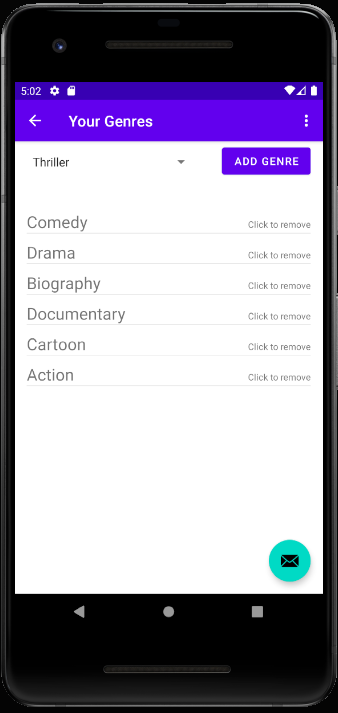 5:02
Your Genres
Thriller
ADD GENRE
Comedy
Click to remove
Drama
Click to remove
Biography
Click to remove
Documentary
Click to remove
Cartoon
Click to remove
Action
Click to remove